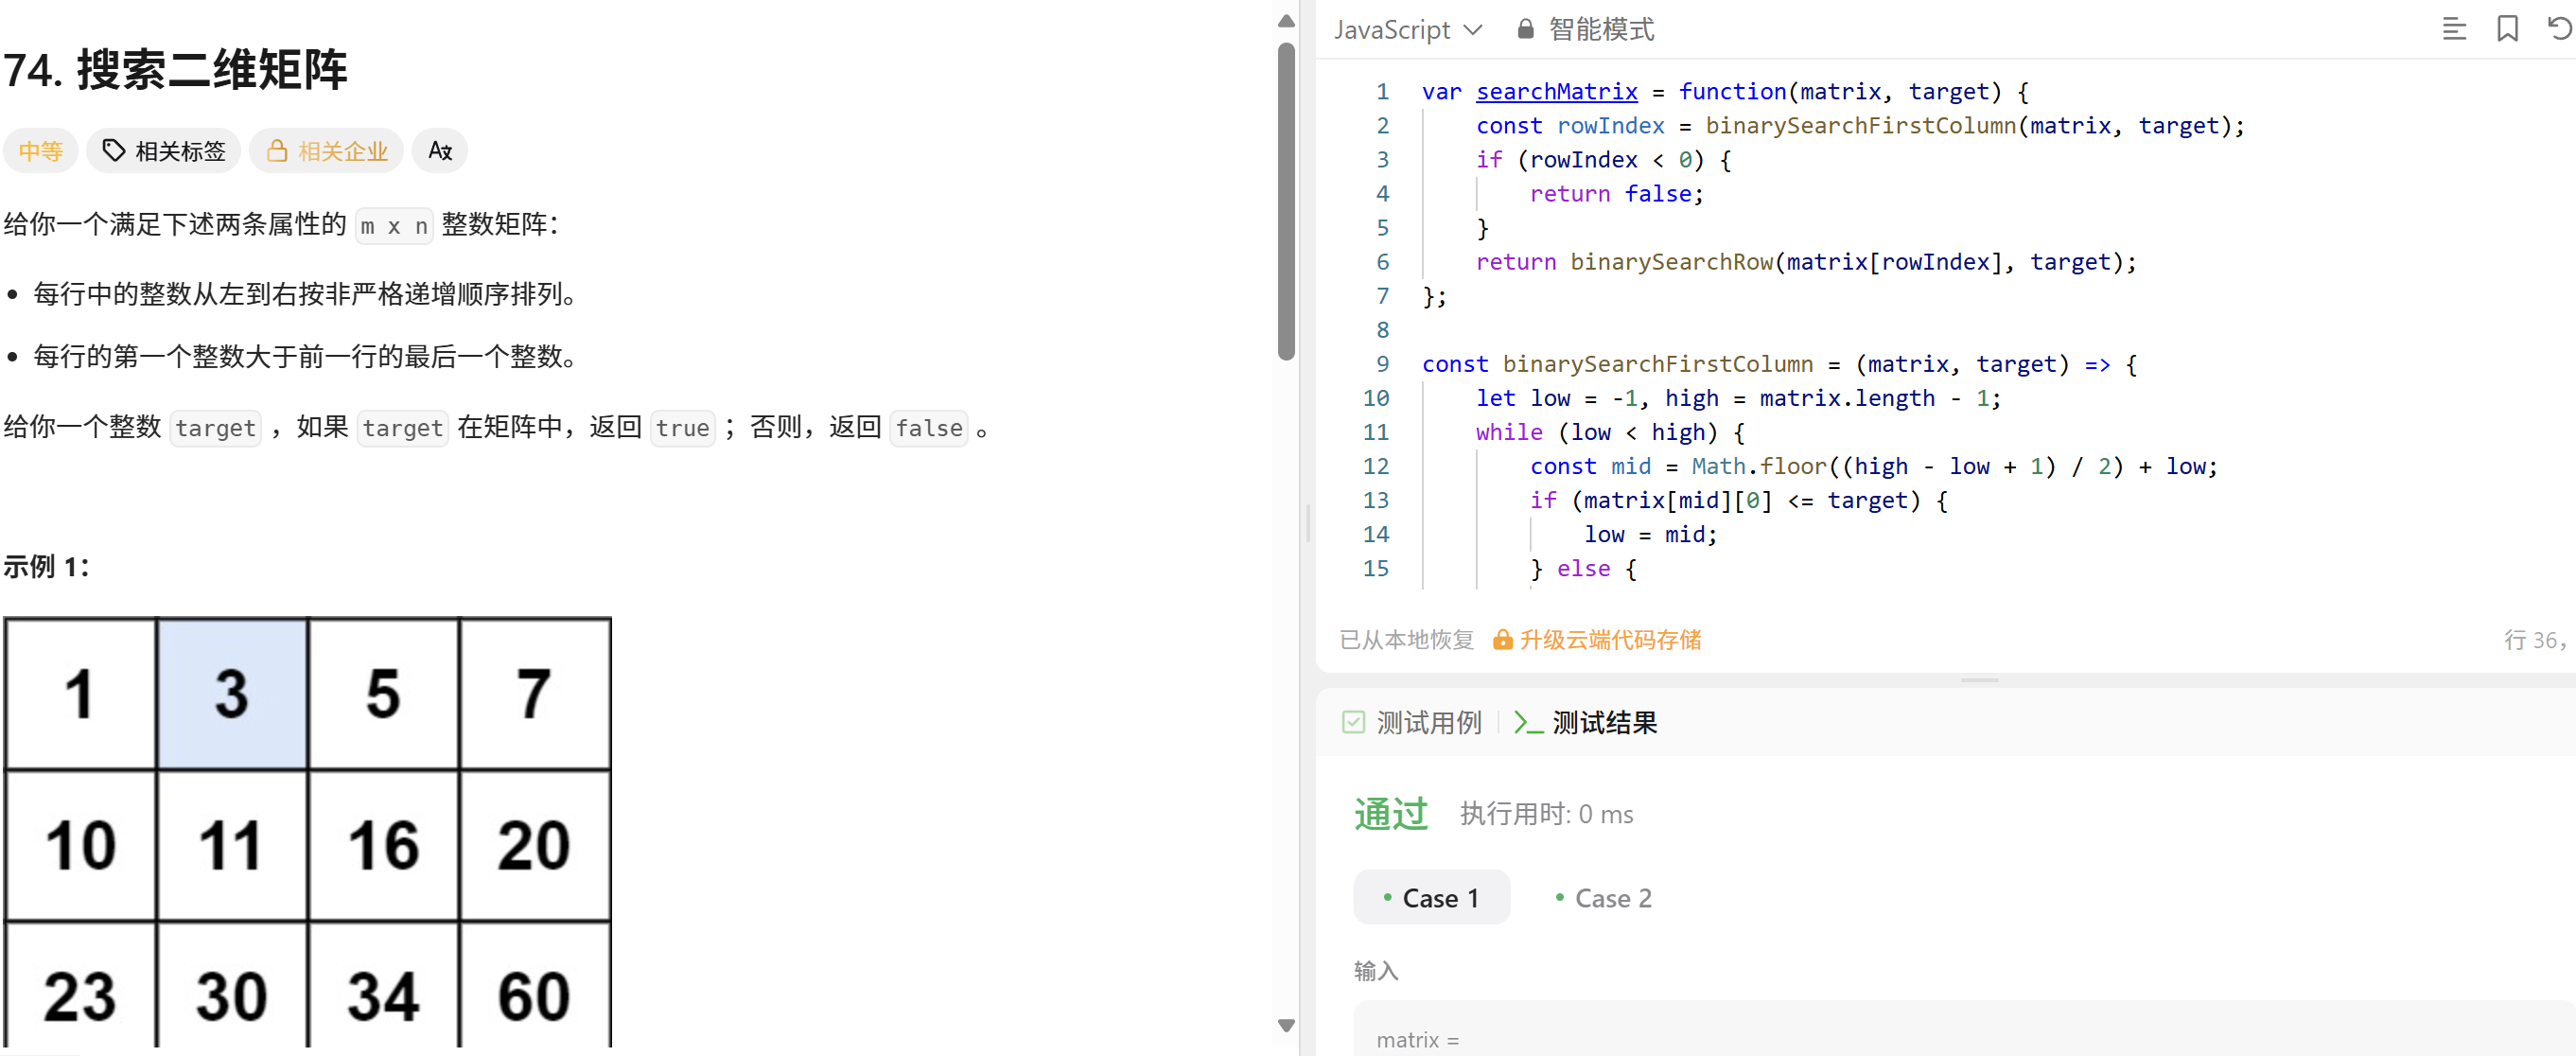 74. 搜索二维矩阵
中等
相关标签
相关企业
给你一个满足下述两条属性的 m x n 整数矩阵：
• 每行中的整数从左到右按非严格递增顺序排列。
• 每行的第一个整数大于前一行的最后一个整数。
给你一个整数 target ，如果 target 在矩阵中，返回 true ；否则，返回 false 。
示例 1：
1 3 5 7
10 11 16 20
23 30 34 60
JavaScript 智能模式
1 var searchMatrix = function(matrix, target) {
2     const rowIndex = binarySearchFirstColumn(matrix, target);
3     if (rowIndex < 0) {
4         return false;
5     }
6     return binarySearchRow(matrix[rowIndex], target);
7 };
8
9 const binarySearchFirstColumn = (matrix, target) => {
10     let low = -1, high = matrix.length - 1;
11     while (low < high) {
12         const mid = Math.floor((high - low + 1) / 2) + low;
13         if (matrix[mid][0] <= target) {
14             low = mid;
15         } else {
已从本地恢复 升级云端代码存储
行 36，
测试用例 >_ 测试结果
通过 执行用时: 0 ms
• Case 1 • Case 2
输入
matrix =